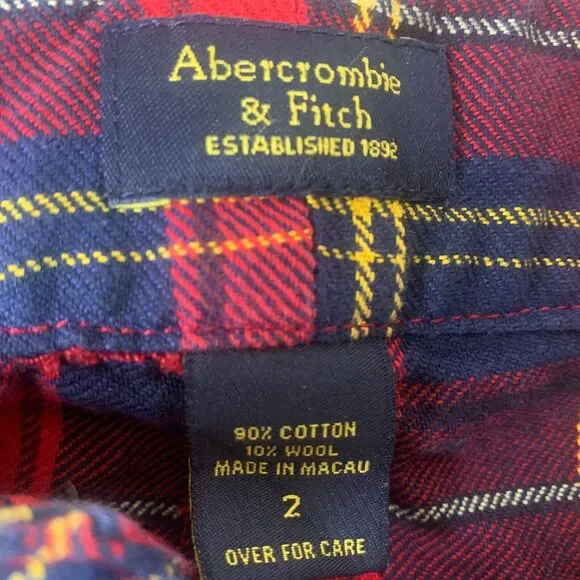 Abercrombie
& Fitch
ESTABLISHED 1892
90% COTTON
10% WOOL
MADE IN MACAU
2
OVER FOR CARE